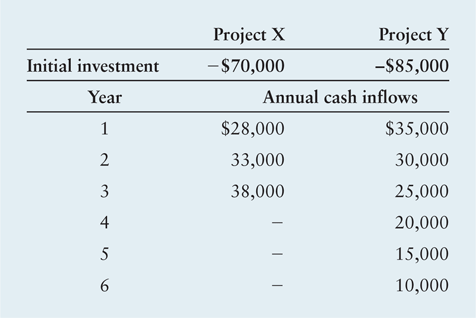 Project X Project Y
Initial investment −$70,000 –$85,000
Year Annual cash inflows
1 $28,000 $35,000
2 33,000 30,000
3 38,000 25,000
4 – 20,000
5 – 15,000
6 – 10,000